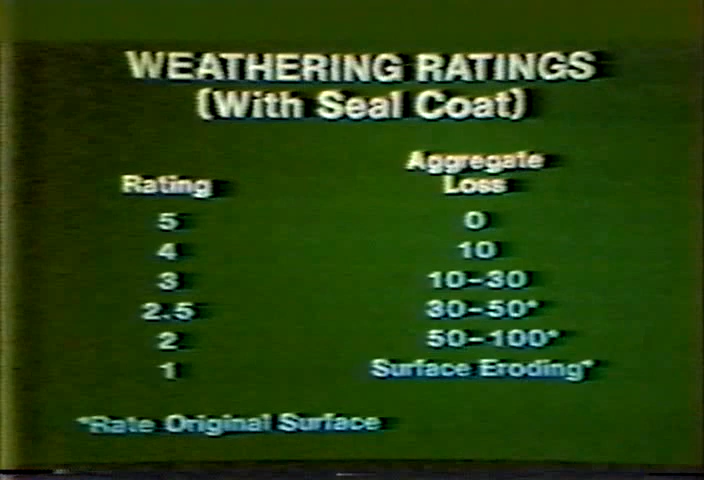 WEATHERING RATINGS
(With Seal Coat)
Rating Aggregate Loss
5 0
4 10
3 10-30
2.5 30-50*
2 50-100*
1 Surface Eroding*
*Rate Original Surface